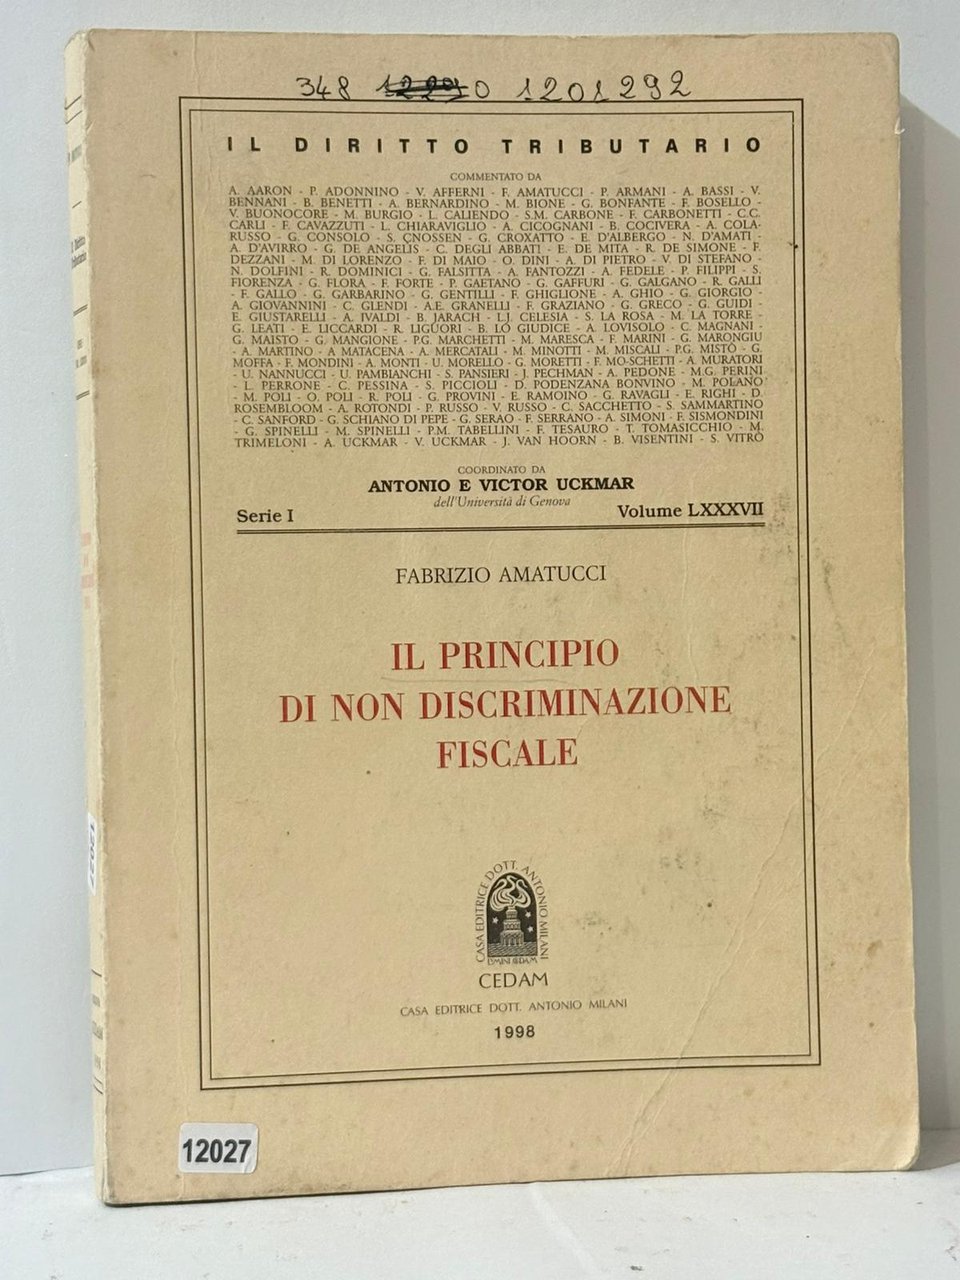 348 0 1201292
IL DIRITTO TRIBUTARIO
COMMENTATO DA
A. AARON - P. ADONNINO - V. AFFERNI - F. AMATUCCI - P. ARMANI - A. BASSI - V.
BENNANI - B. BENETTI - A. BERNARDINO - M. BIONE - G. BONFANTE - F. BOSELLO -
V. BUONOCORE - M. BURGIO - L. CALIENDO - S.M. CARBONE - F. CARBONETTI - C.C.
CARLI - F. CAVAZZUTI - L. CHIARAVIGLIO - A. CICOGNANI - B. COCIVERA - A. COLA-
RUSSO - G. CONSOLO - S. CNOSSEN - G. CROXATTO - E. D'ALBERGO - N. D'AMATI -
A. D'AVIRRO - G. DE ANGELIS - C. DEGLI ABBATI - E. DE MITA - R. DE SIMONE - F.
DEZZANI - M. DI LORENZO - F. DI MAIO - O. DINI - A. DI PIETRO - V. DI STEFANO -
N. DOLFINI - R. DOMINICI - G. FALSITTA - A. FANTOZZI - A. FEDELE - P. FILIPPI - S.
FIORENZA - G. FLORA - F. FORTE - P. GAETANO - G. GAFFURI - G. GALGANO - R. GALLI
- F. GALLO - G. GARBARINO - G. GENTILLI - F. GHIGLIONE - A. GHIO - G. GIORGIO -
A. GIOVANNINI - C. GLENDI - A.E. GRANELLI - F. GRAZIANO - G. GRECO - G. GUIDI -
E. GIUSTARELLI - A. IVALDI - B. JARACH - L.J. CELESIA - S. LA ROSA - M. LA TORRE -
G. LEATI - E. LICCARDI - R. LIGUORI - B. LO GIUDICE - A. LOVISOLO - C. MAGNANI -
G. MAISTO - G. MANGIONE - P.G. MARCHETTI - M. MARESCA - F. MARINI - G. MARONGIU
- A. MARTINO - A MATACENA - A. MERCATALI - M. MINOTTI - M. MISCALI - P.G. MISTÒ - G.
MOFFA - F. MONDINI - A. MONTI - U. MORELLO - G. MORETTI - F. MO-SCHETTI - A. MURATORI
- U. NANNUCCI - U. PAMBIANCHI - S. PANSIERI - J. PECHMAN - A. PEDONE - M.G. PERINI
- L. PERRONE - C. PESSINA - S. PICCIOLI - D. PODENZANA BONVINO - M. POLANO
- M. POLI - O. POLI - R. POLI - G. PROVINI - E. RAMOINO - G. RAVAGLI - E. RIGHI - D.
ROSEMBLOOM - A. ROTONDI - P. RUSSO - V. RUSSO - C. SACCHETTO - S. SAMMARTINO
- C. SANFORD - G. SCHIANO DI PEPE - G. SERAO - F. SERRANO - A. SIMONI - F. SISMONDINI
- G. SPINELLI - M. SPINELLI - P.M. TABELLINI - F. TESAURO - T. TOMASICCHIO - M.
TRIMELONI - A. UCKMAR - V. UCKMAR - J. VAN HOORN - B. VISENTINI - S. VITRÒ
COORDINATO DA
ANTONIO E VICTOR UCKMAR
dell'Università di Genova
Serie I Volume LXXXVII
FABRIZIO AMATUCCI
IL PRINCIPIO
DI NON DISCRIMINAZIONE
FISCALE
CASA EDITRICE DOTT. ANTONIO MILANI
CEDAM
CASA EDITRICE DOTT. ANTONIO MILANI
1998
12027